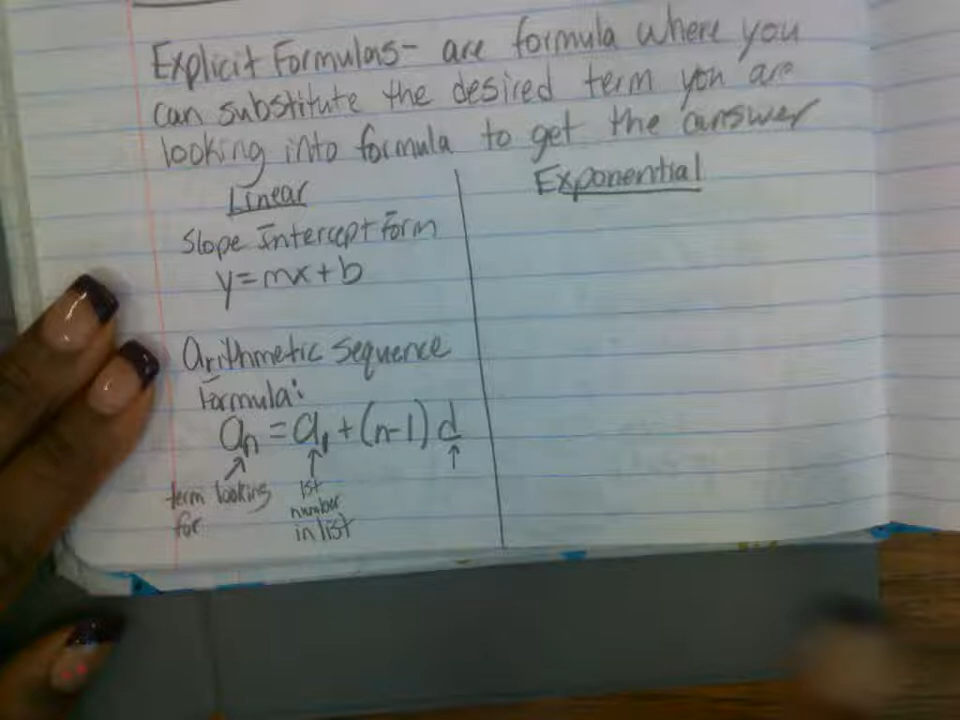 Explicit Formulas- are formula where you
can substitute the desired term you are
looking into formula to get the answer
Linear
Slope Intercept Form
y=mx+b
Arithmetic Sequence
Formula:
aₙ = a₁ + (n-1) d
term looking
for
1st
number
in list
Exponential